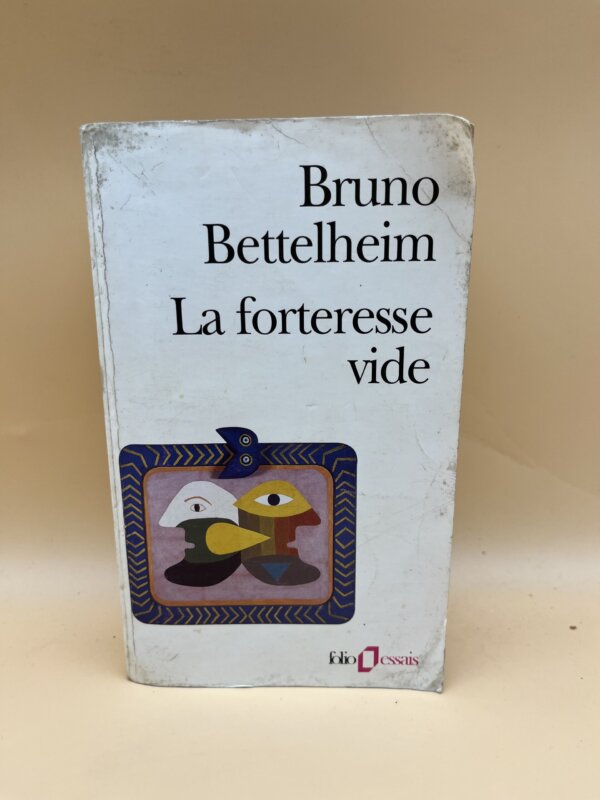 Bruno
Bettelheim
La forteresse
vide
folio essais